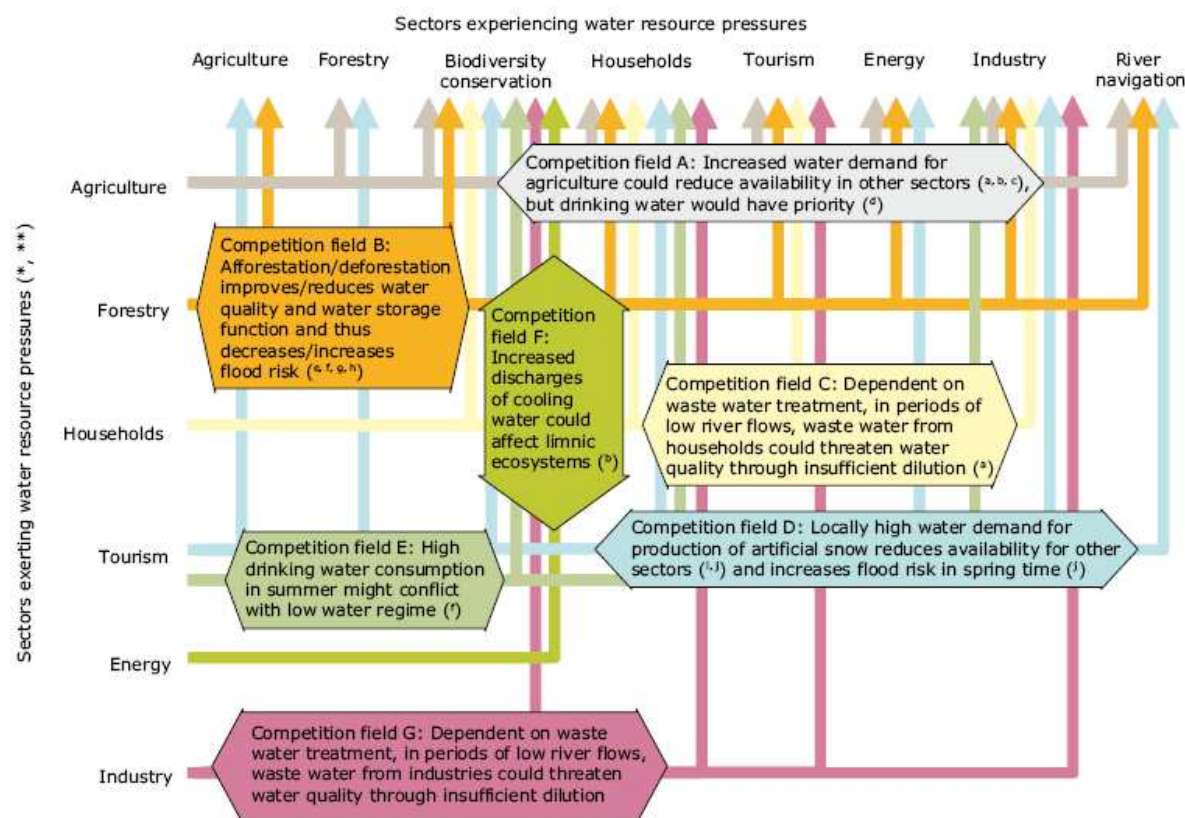 Sectors experiencing water resource pressures
Agriculture
Forestry
Biodiversity
conservation
Households
Tourism
Energy
Industry
River
navigation
Sectors exerting water resource pressures (*, **)
Agriculture
Competition field A: Increased water demand for
agriculture could reduce availability in other sectors (a, b, c),
but drinking water would have priority (d)
Forestry
Competition field B:
Afforestation/deforestation
improves/reduces water
quality and water storage
function and thus
decreases/increases
flood risk (e, f, g, h)
Competition
field F:
Increased
discharges
of cooling
water could
affect limnic
ecosystems (b)
Households
Competition field C: Dependent on
waste water treatment, in periods of
low river flows, waste water from
households could threaten water
quality through insufficient dilution (a)
Tourism
Competition field D: Locally high water demand for
production of artificial snow reduces availability for other
sectors (i, j) and increases flood risk in spring time (j)
Competition field E: High
drinking water consumption
in summer might conflict
with low water regime (f)
Energy
Industry
Competition field G: Dependent on waste
water treatment, in periods of low river flows,
waste water from industries could threaten
water quality through insufficient dilution